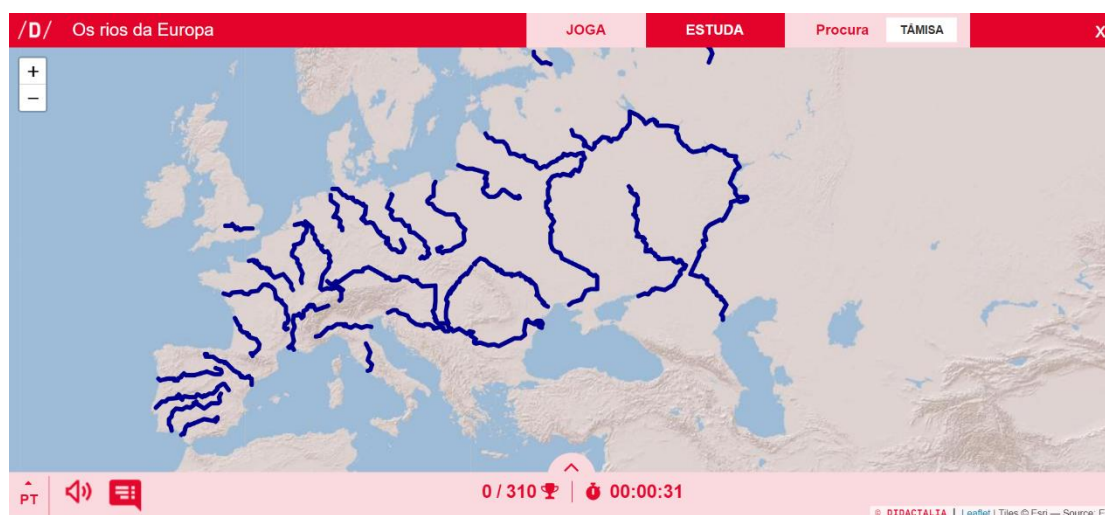 /D/ Os rios da Europa JOGA ESTUDA Procura TÂMISA X
+
−
PT 0 / 310 00:00:31
© DIDACTALIA | Leaflet | Tiles © Esri — Source: E